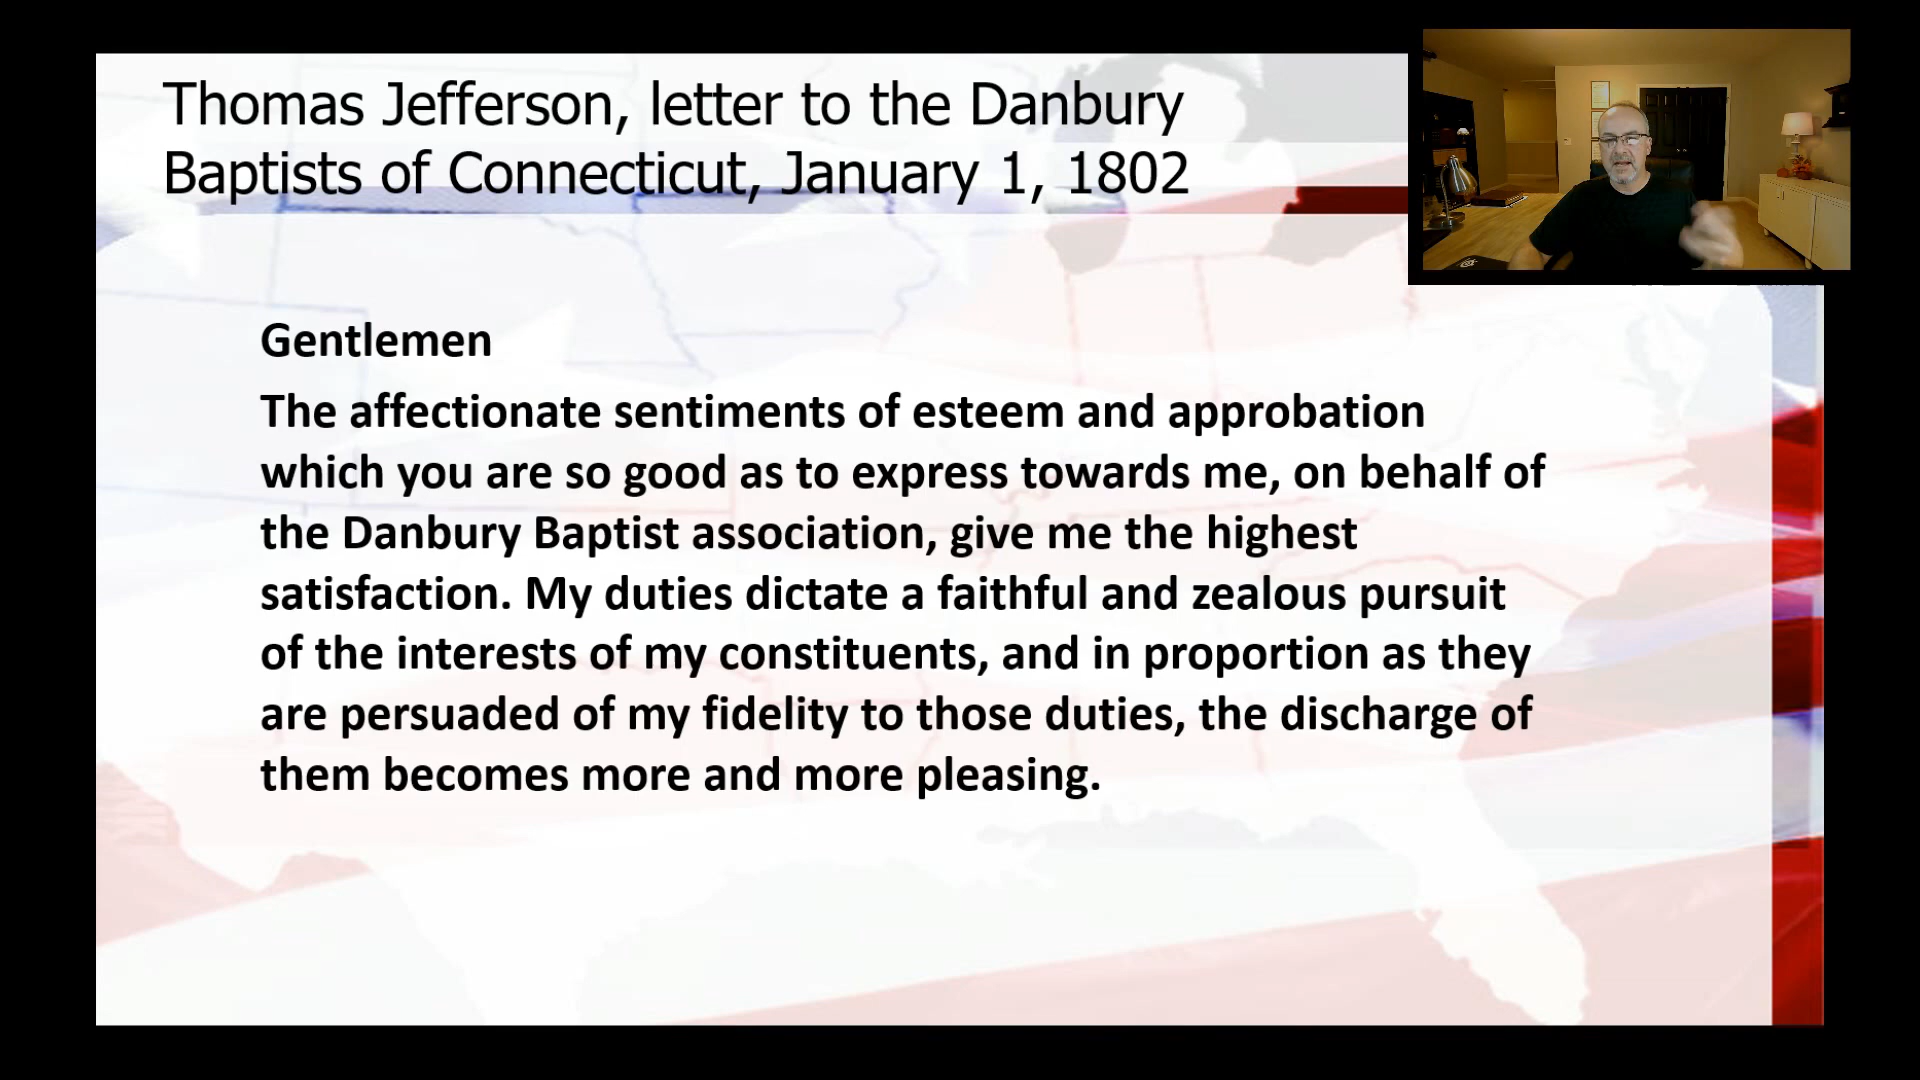 Thomas Jefferson, letter to the Danbury
Baptists of Connecticut, January 1, 1802
Gentlemen
The affectionate sentiments of esteem and approbation
which you are so good as to express towards me, on behalf of
the Danbury Baptist association, give me the highest
satisfaction. My duties dictate a faithful and zealous pursuit
of the interests of my constituents, and in proportion as they
are persuaded of my fidelity to those duties, the discharge of
them becomes more and more pleasing.